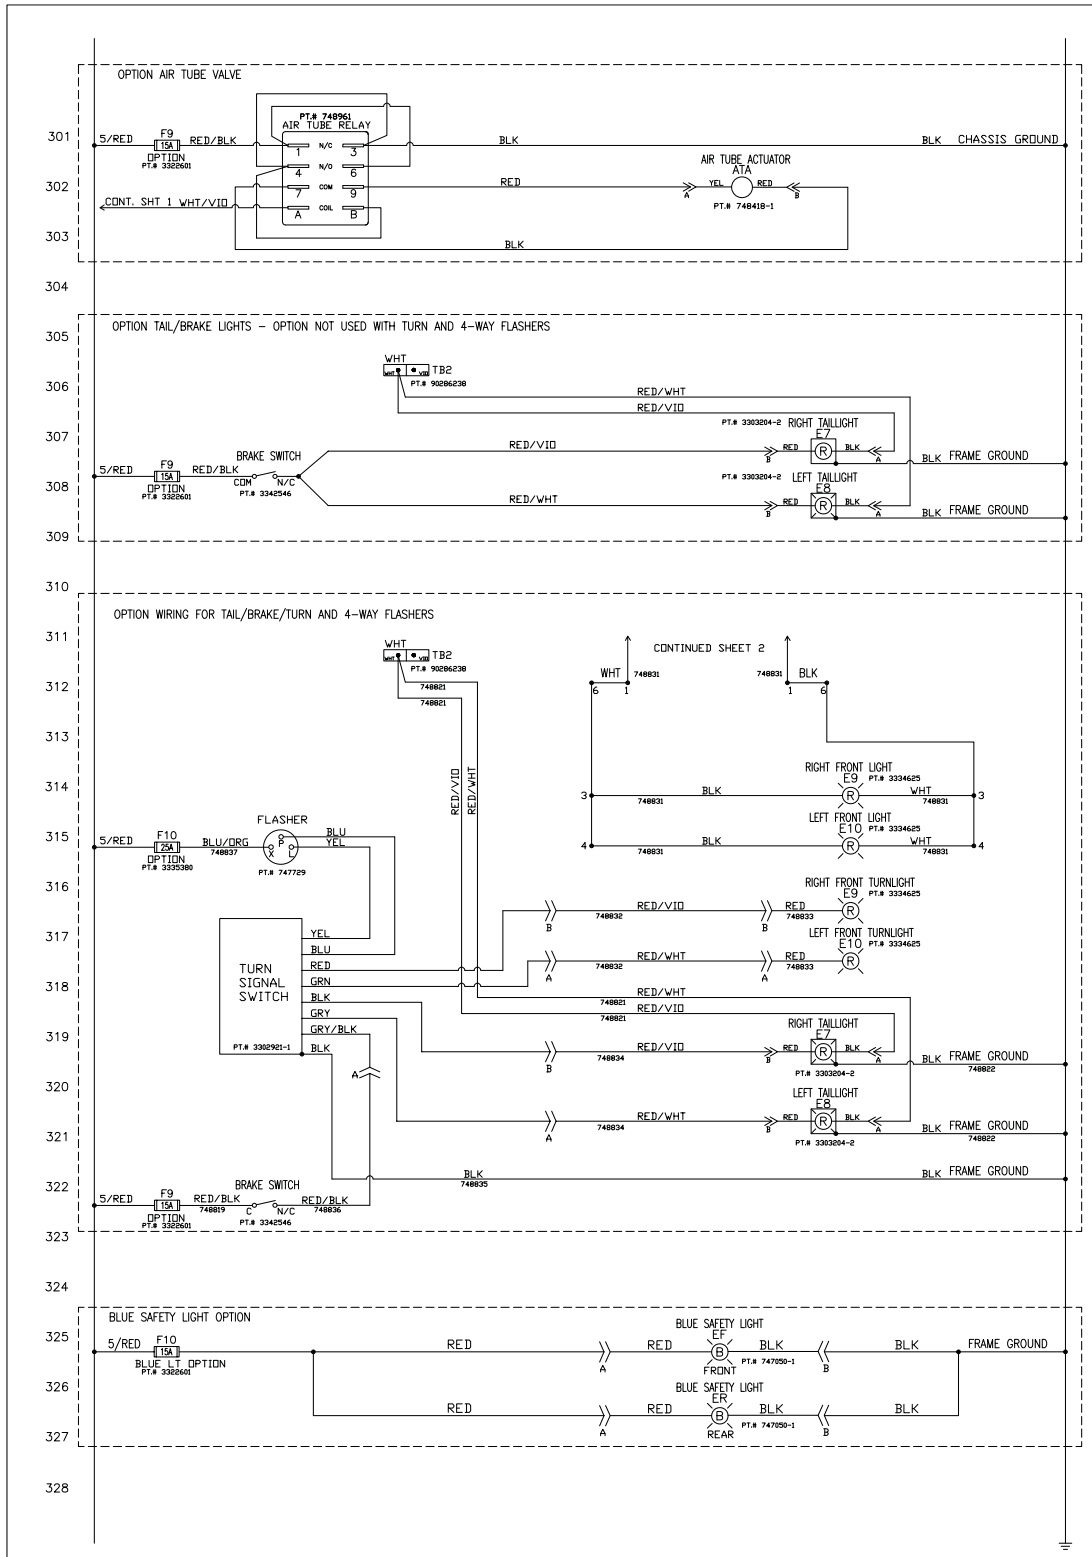 OPTION AIR TUBE VALVE
PT.# 748961
AIR TUBE RELAY
301
5/RED
F9
15A
OPTION
PT.# 3322601
RED/BLK
1
N/C
3
BLK
BLK
CHASSIS GROUND
4
N/O
6
AIR TUBE ACTUATOR
ATA
302
7
COM
9
RED
A
YEL
RED
B
PT.# 748418-1
CONT. SHT 1
WHT/VIO
A
COIL
B
303
BLK
304
305
OPTION TAIL/BRAKE LIGHTS - OPTION NOT USED WITH TURN AND 4-WAY FLASHERS
WHT
WHT
VIO
TB2
PT.# 90286238
306
RED/WHT
RED/VIO
307
PT.# 3303204-2
RIGHT TAILLIGHT
E7
RED/VIO
B
RED
R
BLK
A
BLK
FRAME GROUND
BRAKE SWITCH
5/RED
F9
15A
OPTION
PT.# 3322601
RED/BLK
COM
N/C
PT.# 3342546
308
PT.# 3303204-2
LEFT TAILLIGHT
E8
RED/WHT
B
RED
R
BLK
A
BLK
FRAME GROUND
309
310
OPTION WIRING FOR TAIL/BRAKE/TURN AND 4-WAY FLASHERS
311
WHT
WHT
VIO
TB2
PT.# 90286238
CONTINUED SHEET 2
312
748821
748821
WHT
748831
6
1
748831
BLK
1
6
313
RED/VIO
RED/WHT
314
RIGHT FRONT LIGHT
E9
PT.# 3334625
3
748831
BLK
R
WHT
748831
3
LEFT FRONT LIGHT
E10
PT.# 3334625
4
748831
BLK
R
WHT
748831
4
315
FLASHER
5/RED
F10
25A
OPTION
PT.# 3335380
BLU/ORG
748837
X
P
L
PT.# 747729
BLU
YEL
316
RIGHT FRONT TURNLIGHT
E9
PT.# 3334625
B
748832
RED/VIO
B
RED
748833
R
317
LEFT FRONT TURNLIGHT
E10
PT.# 3334625
A
748832
RED/WHT
A
RED
748833
R
318
TURN
SIGNAL
SWITCH
PT.# 3302921-1
YEL
BLU
RED
GRN
BLK
GRY
GRY/BLK
BLK
A
748821
RED/WHT
748821
RED/VIO
319
RIGHT TAILLIGHT
E7
B
748834
RED/VIO
B
RED
R
BLK
A
PT.# 3303204-2
BLK
FRAME GROUND
748822
320
LEFT TAILLIGHT
E8
A
748834
RED/WHT
B
RED
R
BLK
A
PT.# 3303204-2
BLK
FRAME GROUND
748822
321
BLK
748835
BLK
FRAME GROUND
322
BRAKE SWITCH
5/RED
F9
15A
OPTION
PT.# 3322601
RED/BLK
748819
C
N/C
PT.# 3342546
RED/BLK
748836
323
324
BLUE SAFETY LIGHT OPTION
325
5/RED
F10
15A
BLUE LT OPTION
PT.# 3322601
RED
A
RED
BLUE SAFETY LIGHT
EF
B
FRONT
BLK
PT.# 747050-1
B
BLK
FRAME GROUND
326
BLUE SAFETY LIGHT
ER
RED
A
RED
B
REAR
BLK
PT.# 747050-1
B
BLK
327
328